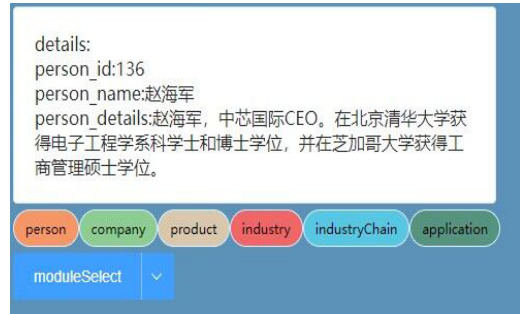 details:
person_id:136
person_name:赵海军
person_details:赵海军，中芯国际CEO。在北京清华大学获
得电子工程学系科学士和博士学位，并在芝加哥大学获得工
商管理硕士学位。
person company product industry industryChain application
moduleSelect